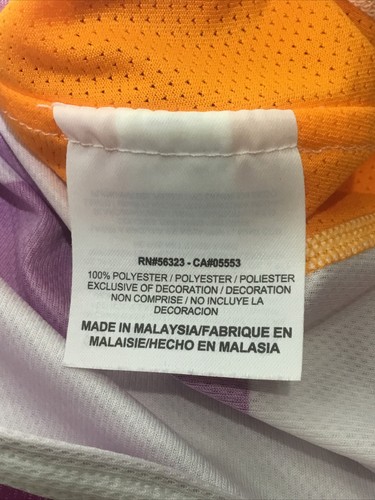 RN#56323 - CA#05553
100% POLYESTER / POLYESTER / POLIESTER
EXCLUSIVE OF DECORATION / DECORATION
NON COMPRISE / NO INCLUYE LA
DECORACION
MADE IN MALAYSIA/FABRIQUE EN
MALAISIE/HECHO EN MALASIA